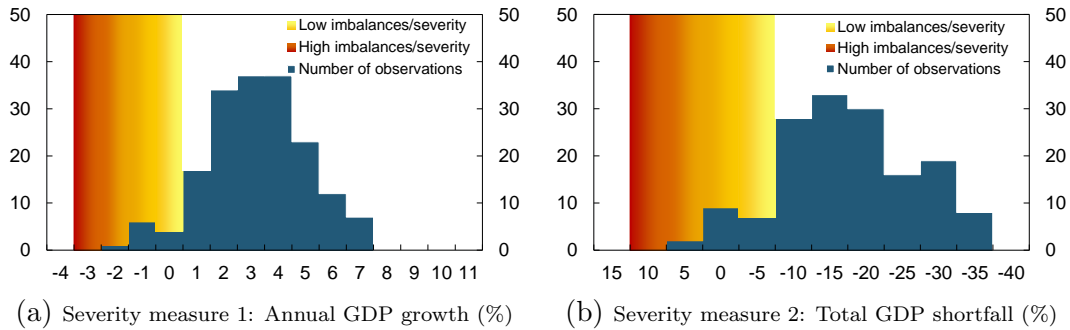 50 50 50 50
Low imbalances/severity Low imbalances/severity
High imbalances/severity High imbalances/severity
40 40 40 40
Number of observations Number of observations
30 30 30 30
20 20 20 20
10 10 10 10
0 0 0 0
-4 -3 -2 -1 0 1 2 3 4 5 6 7 8 9 10 11 15 10 5 0 -5 -10 -15 -20 -25 -30 -35 -40
(a) Severity measure 1: Annual GDP growth (%) (b) Severity measure 2: Total GDP shortfall (%)